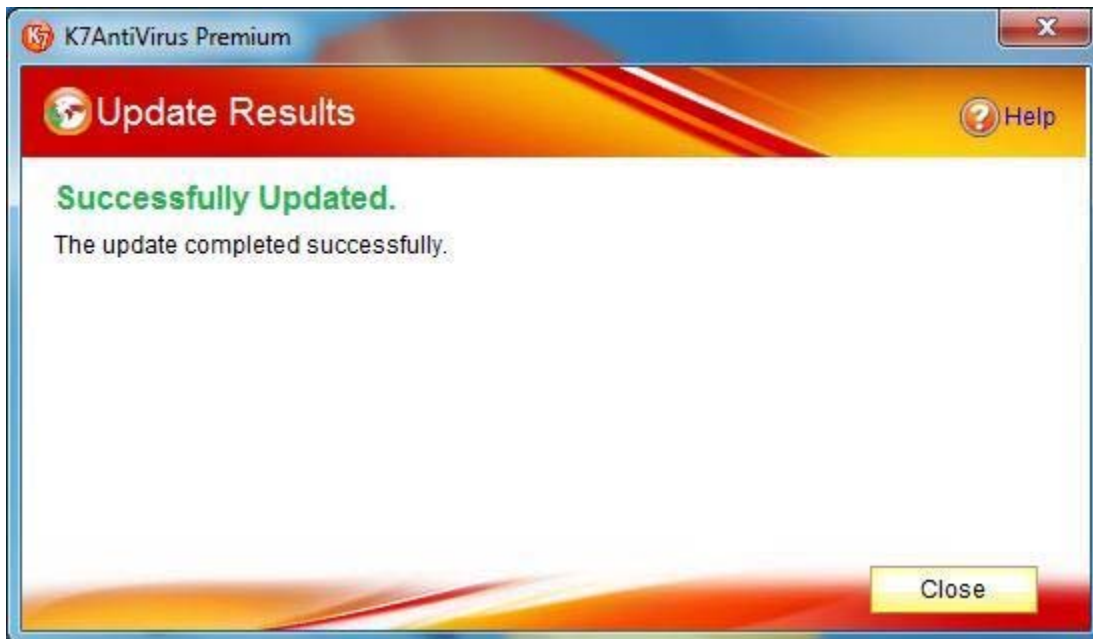 K7AntiVirus Premium
Update Results
Help
Successfully Updated.
The update completed successfully.
Close